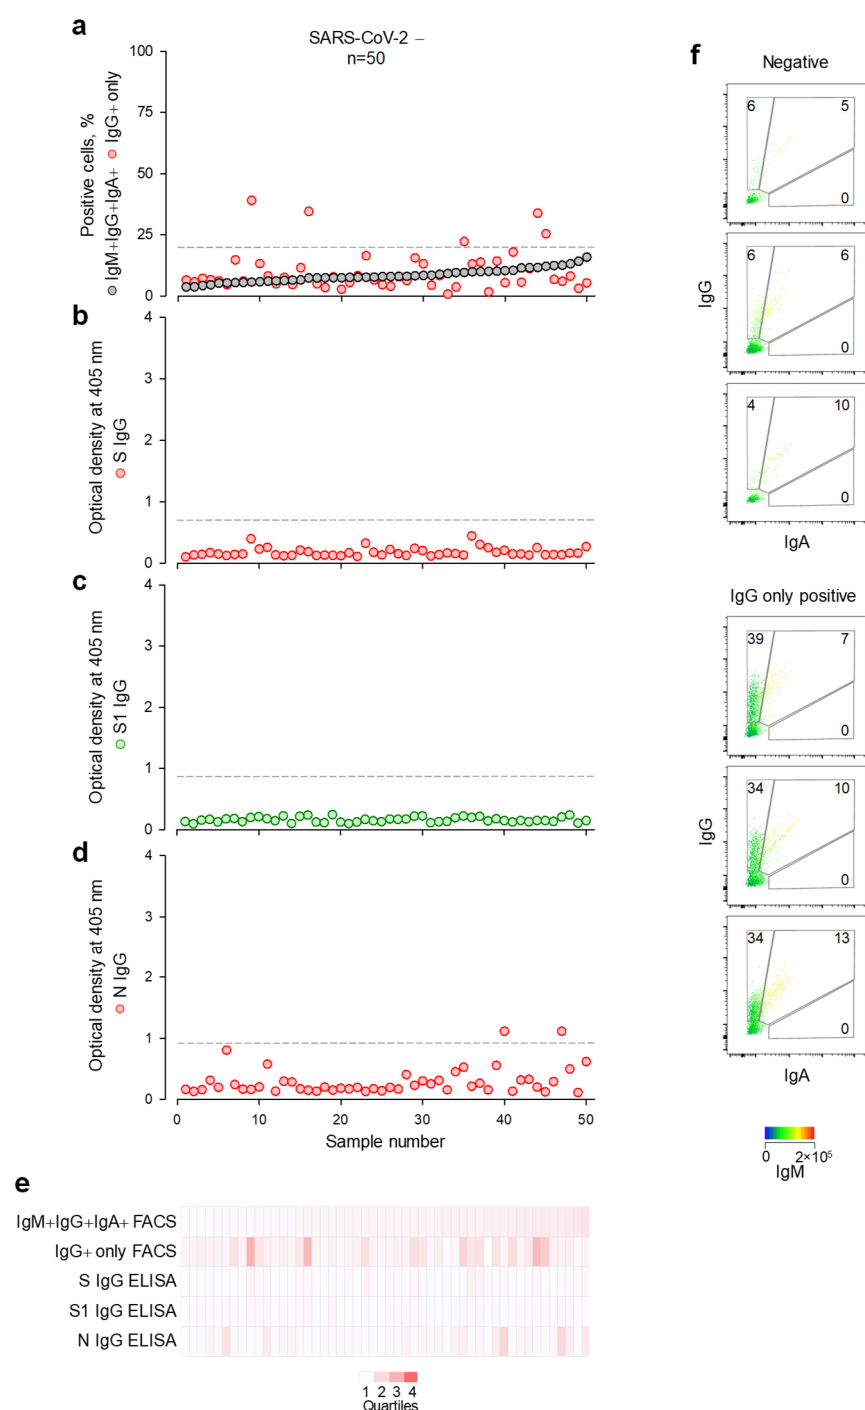 a
SARS-CoV-2 –
n=50
Positive cells, %
IgM+IgG+IgA+ IgG+ only
100
75
50
25
0
b
Optical density at 405 nm
S IgG
4
3
2
1
0
c
Optical density at 405 nm
S1 IgG
4
3
2
1
0
d
Optical density at 405 nm
N IgG
4
3
2
1
0
0 10 20 30 40 50
Sample number
e
IgM+IgG+IgA+ FACS
IgG+ only FACS
S IgG ELISA
S1 IgG ELISA
N IgG ELISA
1 2 3 4
Quartiles
f
Negative
IgG
6 5
0
6 6
0
4 10
0
IgA
IgG only positive
IgG
39 7
0
34 10
0
34 13
0
IgA
0 2×10⁵
IgM